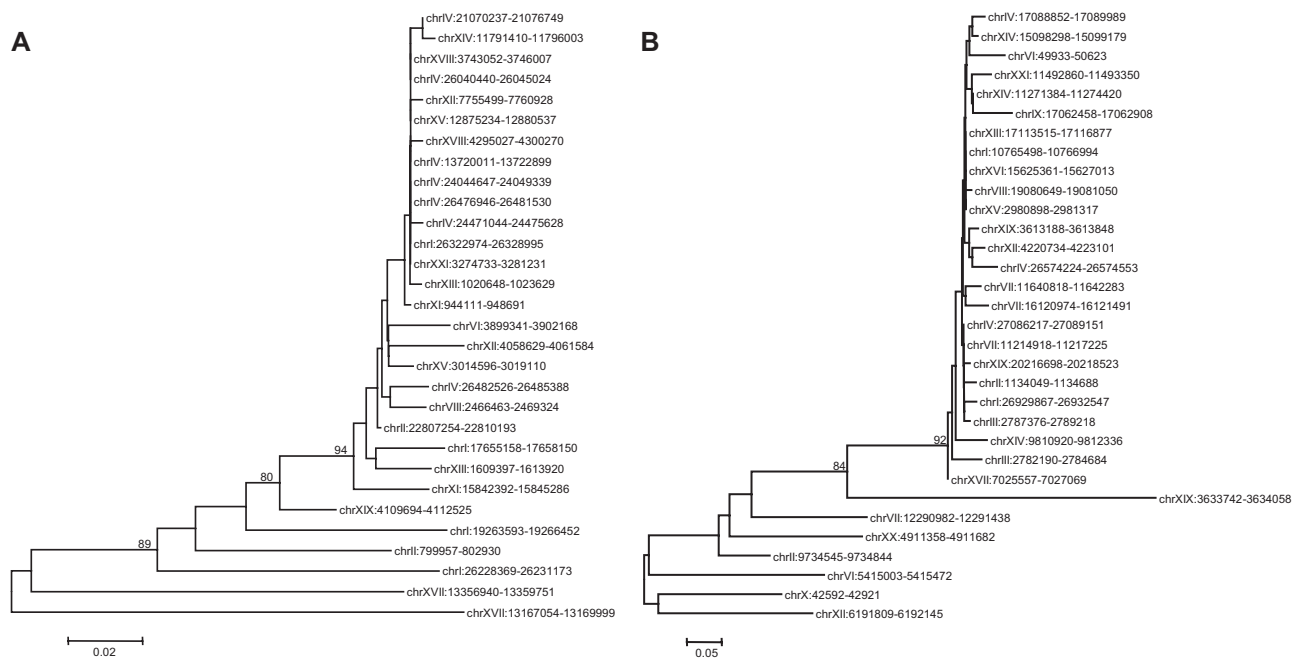 A
chrIV:21070237-21076749
chrXIV:11791410-11796003
chrXVIII:3743052-3746007
chrIV:26040440-26045024
chrXII:7755499-7760928
chrXV:12875234-12880537
chrXVIII:4295027-4300270
chrIV:13720011-13722899
chrIV:24044647-24049339
chrIV:26476946-26481530
chrIV:24471044-24475628
chrI:26322974-26328995
chrXXI:3274733-3281231
chrXIII:1020648-1023629
chrXI:944111-948691
chrVI:3899341-3902168
chrXII:4058629-4061584
chrXV:3014596-3019110
chrIV:26482526-26485388
chrVIII:2466463-2469324
chrII:22807254-22810193
chrI:17655158-17658150
94
chrXIII:1609397-1613920
80
chrXI:15842392-15845286
chrXIX:4109694-4112525
chrI:19263593-19266452
89
chrII:799957-802930
chrI:26228369-26231173
chrXVII:13356940-13359751
chrXVII:13167054-13169999
0.02
B
chrIV:17088852-17089989
chrXIV:15098298-15099179
chrVI:49933-50623
chrXXI:11492860-11493350
chrXIV:11271384-11274420
chrIX:17062458-17062908
chrXIII:17113515-17116877
chrI:10765498-10766994
chrXVI:15625361-15627013
chrVIII:19080649-19081050
chrXV:2980898-2981317
chrXIX:3613188-3613848
chrXII:4220734-4223101
chrIV:26574224-26574553
chrVII:11640818-11642283
chrVII:16120974-16121491
chrIV:27086217-27089151
chrVII:11214918-11217225
chrXIX:20216698-20218523
chrII:1134049-1134688
chrI:26929867-26932547
chrIII:2787376-2789218
92
chrXIV:9810920-9812336
chrIII:2782190-2784684
84
chrXVII:7025557-7027069
chrXIX:3633742-3634058
chrVII:12290982-12291438
chrXX:4911358-4911682
chrII:9734545-9734844
chrVI:5415003-5415472
chrX:42592-42921
chrXII:6191809-6192145
0.05